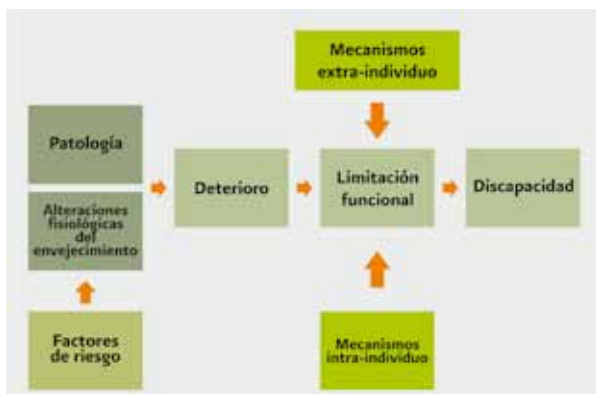 Mecanismos
extra-individuo
Patología
Alteraciones
fisiológicas
del
envejecimiento
Deterioro
Limitación
funcional
Discapacidad
Factores
de riesgo
Mecanismos
intra-individuo